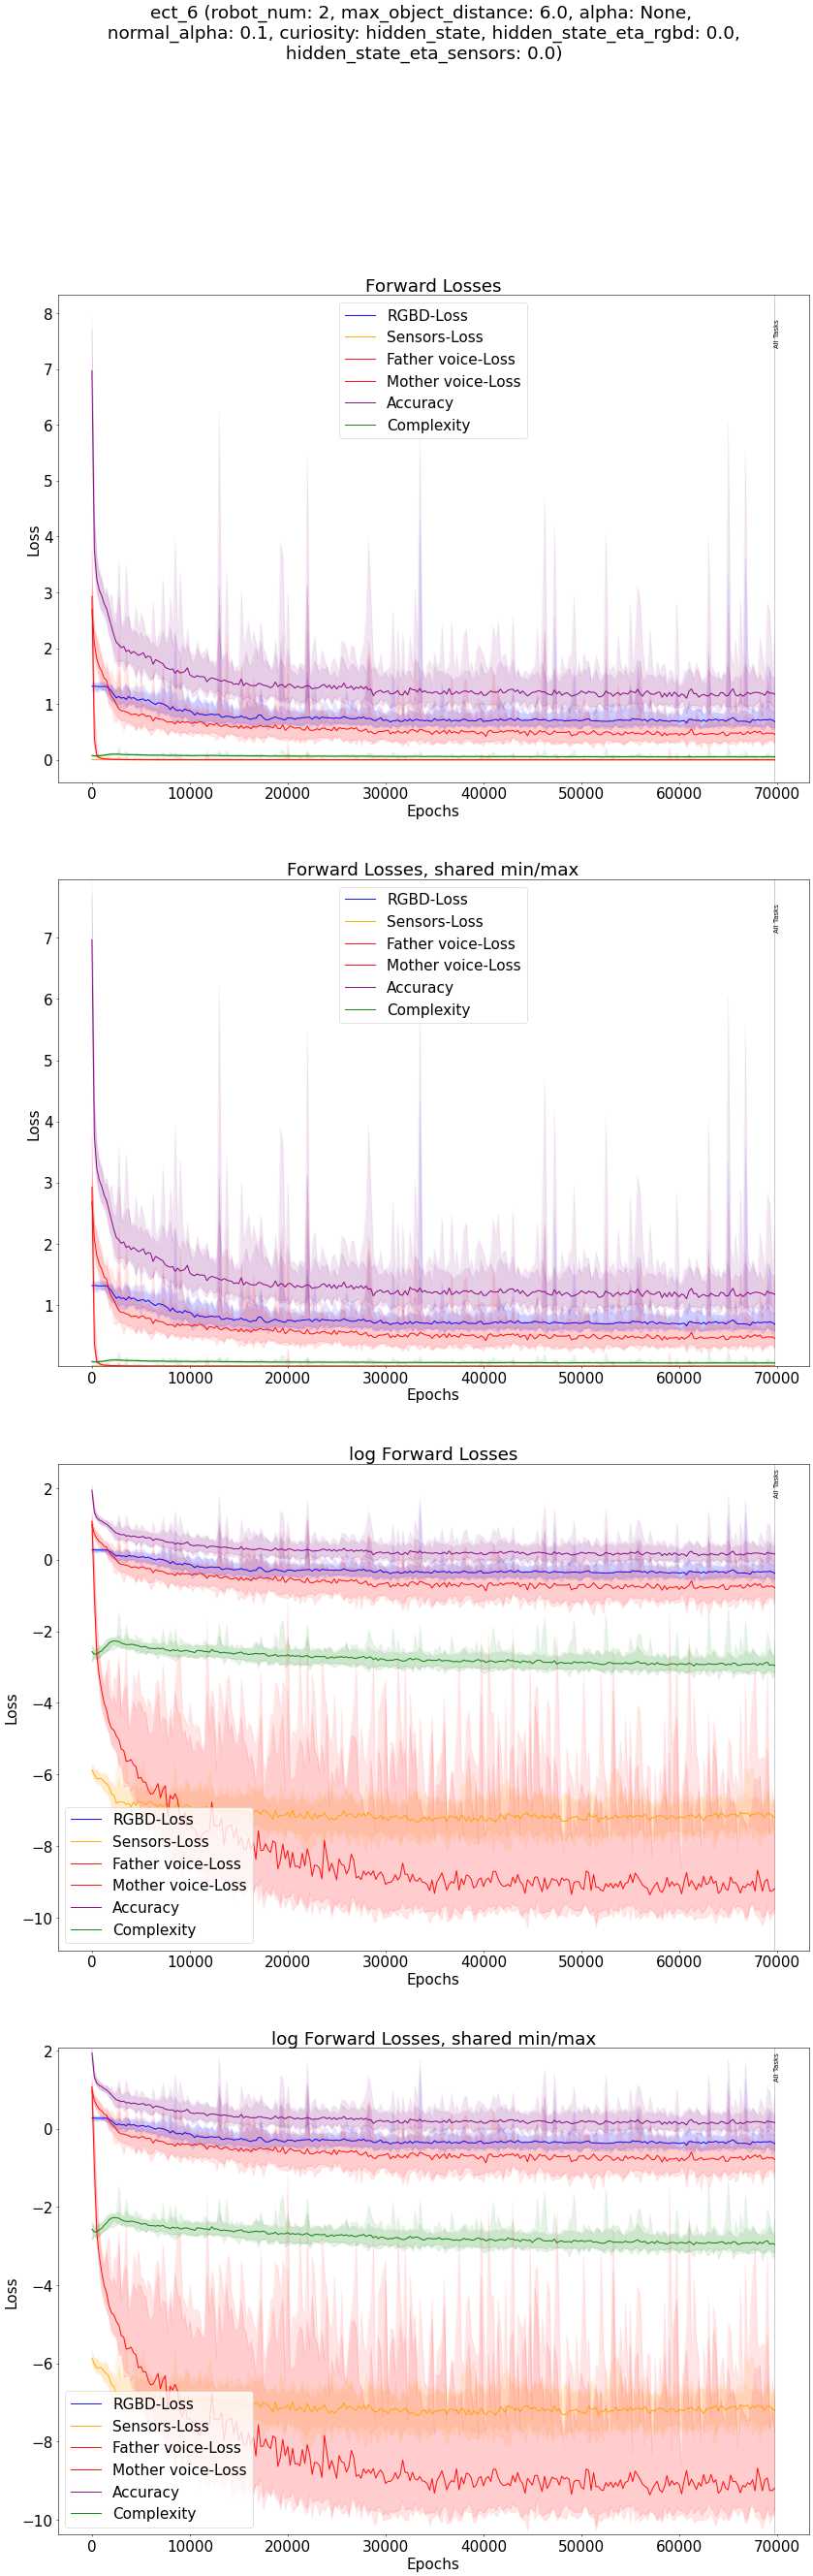 ect_6 (robot_num: 2, max_object_distance: 6.0, alpha: None,
normal_alpha: 0.1, curiosity: hidden_state, hidden_state_eta_rgbd: 0.0,
hidden_state_eta_sensors: 0.0)
Forward Losses
8
7
6
5
4
3
2
1
0
Loss
RGBD-Loss
Sensors-Loss
Father voice-Loss
Mother voice-Loss
Accuracy
Complexity
All Tasks
0 10000 20000 30000 40000 50000 60000 70000
Epochs
Forward Losses, shared min/max
7
6
5
4
3
2
1
Loss
RGBD-Loss
Sensors-Loss
Father voice-Loss
Mother voice-Loss
Accuracy
Complexity
All Tasks
0 10000 20000 30000 40000 50000 60000 70000
Epochs
log Forward Losses
2
0
−2
−4
−6
−8
−10
Loss
RGBD-Loss
Sensors-Loss
Father voice-Loss
Mother voice-Loss
Accuracy
Complexity
All Tasks
0 10000 20000 30000 40000 50000 60000 70000
Epochs
log Forward Losses, shared min/max
2
0
−2
−4
−6
−8
−10
Loss
RGBD-Loss
Sensors-Loss
Father voice-Loss
Mother voice-Loss
Accuracy
Complexity
All Tasks
0 10000 20000 30000 40000 50000 60000 70000
Epochs